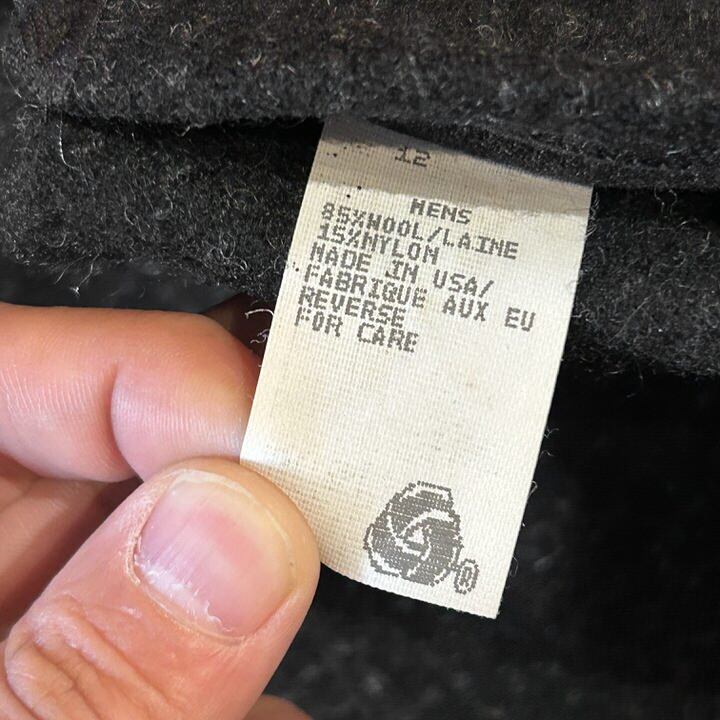 12
MENS
85%WOOL/LAINE
15%NYLON
MADE IN USA/
FABRIQUE AUX EU
REVERSE
FOR CARE
®